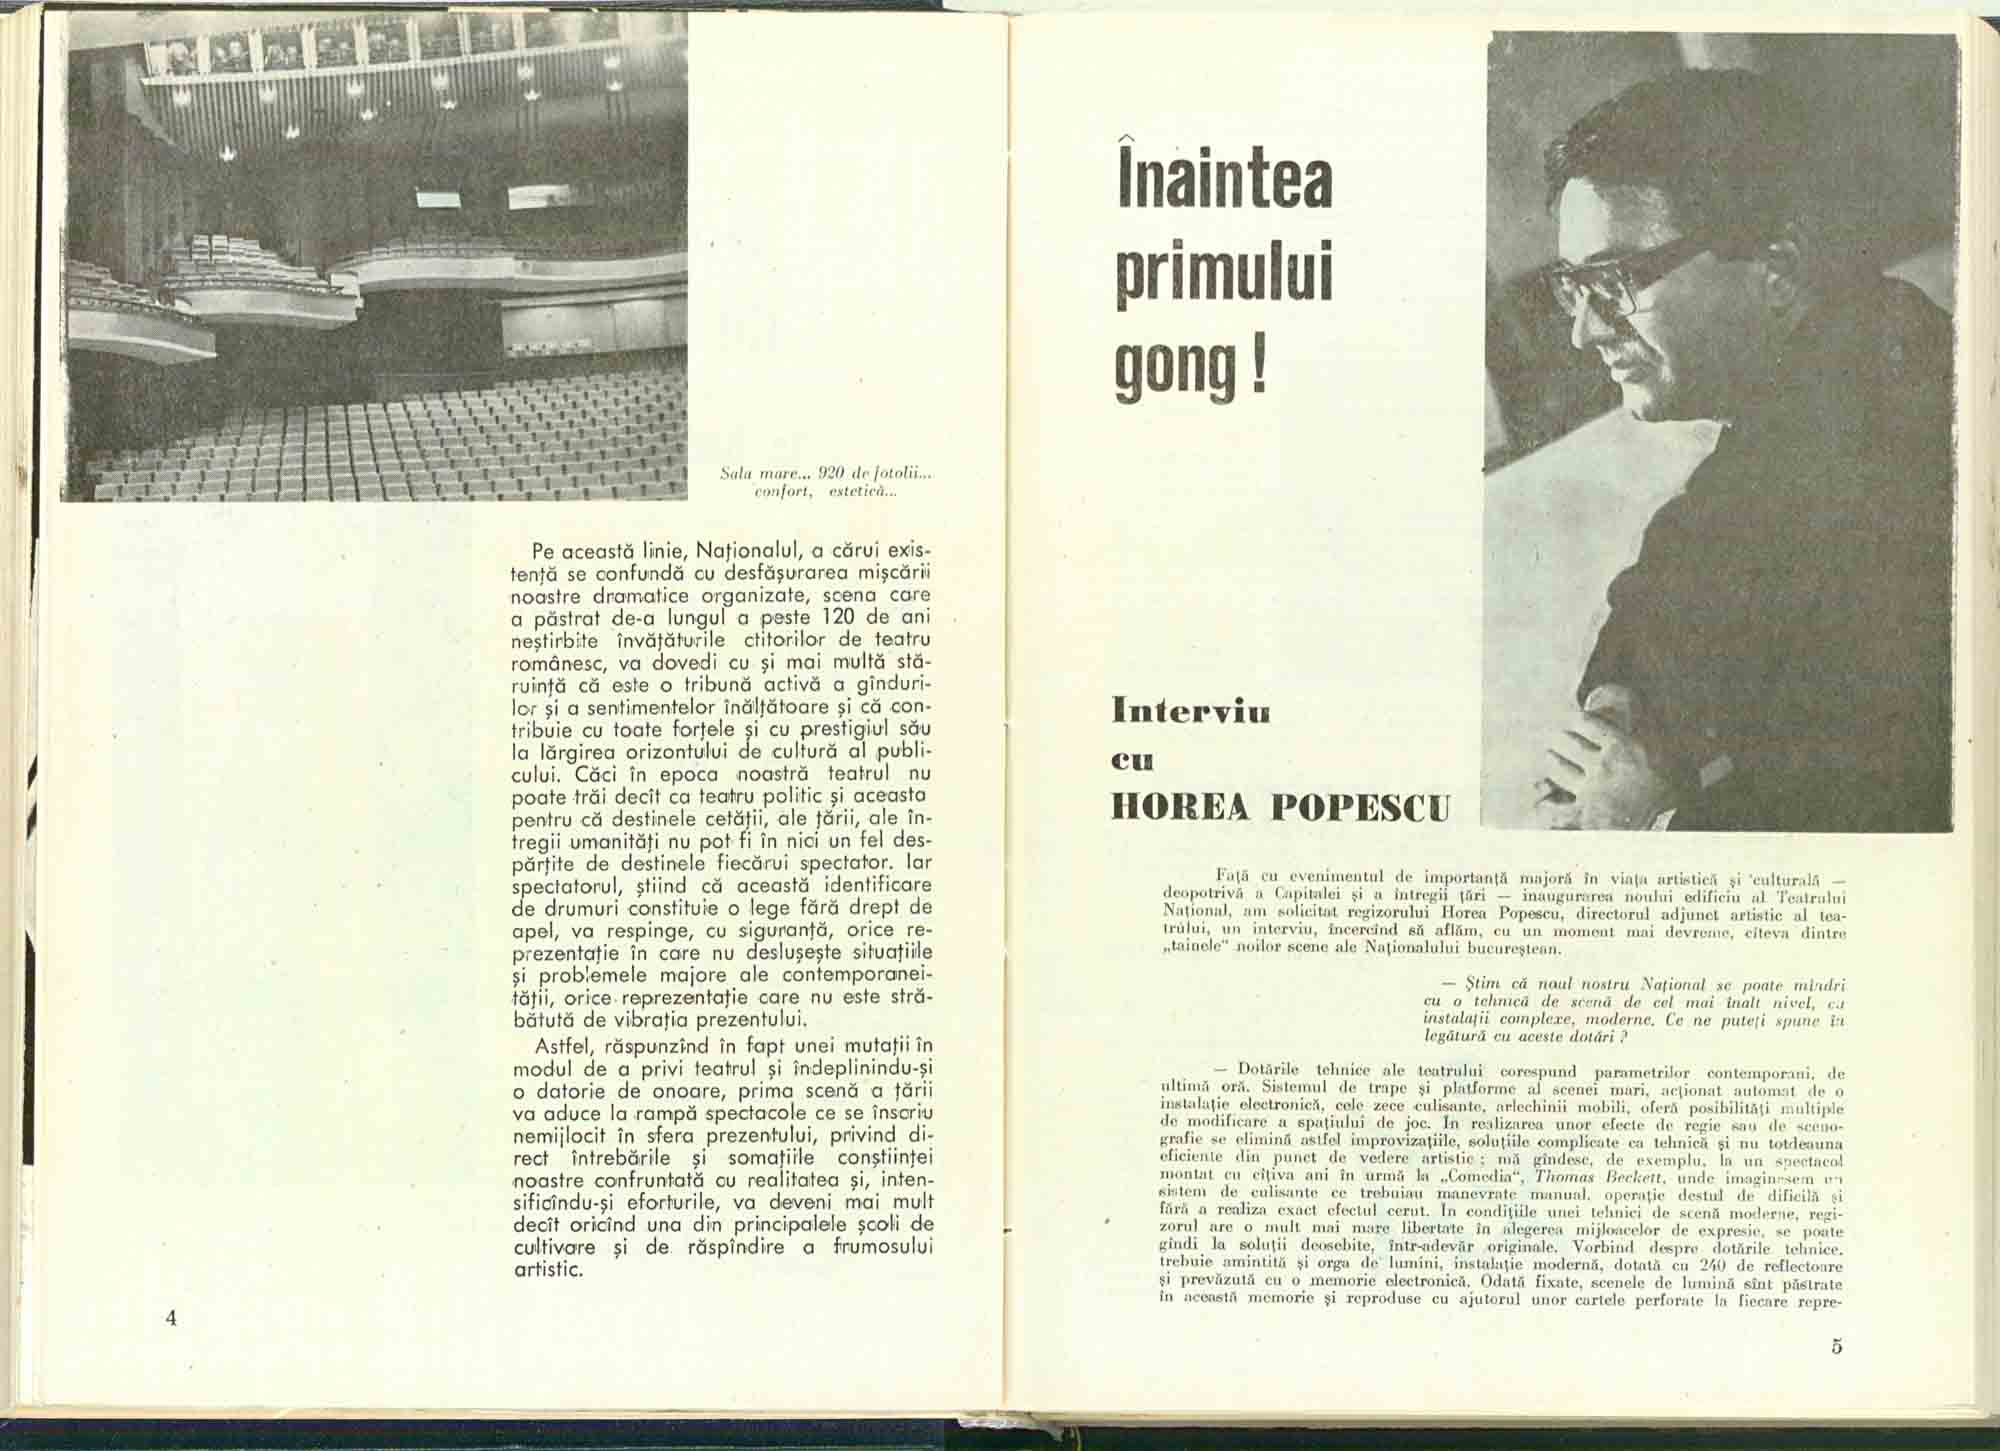 Sala mare... 920 de fotolii...
confort, estetică...
Pe această linie, Naționalul, a cărui exis-
tență se confundă cu desfășurarea mișcării
noastre dramatice organizate, scena care
a păstrat de-a lungul a peste 120 de ani
neștirbite învățăturile ctitorilor de teatru
românesc, va dovedi cu și mai multă stă-
ruință că este o tribună activă a gînduri-
lor și a sentimentelor înălțătoare și că con-
tribuie cu toate forțele și cu prestigiul său
la lărgirea orizontului de cultură al publi-
cului. Căci în epoca noastră teatrul nu
poate trăi decît ca teatru politic și aceasta
pentru că destinele cetății, ale țării, ale în-
tregii umanități nu pot fi în nici un fel des-
părțite de destinele fiecărui spectator. Iar
spectatorul, știind că această identificare
de drumuri constituie o lege fără drept de
apel, va respinge, cu siguranță, orice re-
prezentație în care nu deslușește situațiile
și problemele majore ale contemporanei-
tății, orice reprezentație care nu este stră-
bătută de vibrația prezentului.
Astfel, răspunzînd în fapt unei mutații în
modul de a privi teatrul și îndeplinindu-și
o datorie de onoare, prima scenă a țării
va aduce la rampă spectacole ce se înscriu
nemijlocit în sfera prezentului, privind di-
rect întrebările și somațiile conștiinței
noastre confruntată cu realitatea și, inten-
sificîndu-și eforturile, va deveni mai mult
decît oricînd una din principalele școli de
cultivare și de răspîndire a frumosului
artistic.
4
Înaintea
primului
gong !
Interviu
cu
HOREA POPESCU
Față cu evenimentul de importanță majoră în viața artistică și culturală —
deopotrivă a Capitalei și a întregii țări — inaugurarea noului edificiu al Teatrului
Național, am solicitat regizorului Horea Popescu, directorul adjunct artistic al tea-
trului, un interviu, încercînd să aflăm, cu un moment mai devreme, cîteva dintre
„tainele“ noilor scene ale Naționalului bucureștean.
— Știm că noul nostru Național se poate mîndri
cu o tehnică de scenă de cel mai înalt nivel, cu
instalații complexe, moderne. Ce ne puteți spune în
legătură cu aceste dotări ?
— Dotările tehnice ale teatrului corespund parametrilor contemporani, de
ultimă oră. Sistemul de trape și platforme al scenei mari, acționat automat de o
instalație electronică, cele zece culisante, arlechinii mobili, oferă posibilități multiple
de modificare a spațiului de joc. În realizarea unor efecte de regie sau de sceno-
grafie se elimină astfel improvizațiile, soluțiile complicate ca tehnică și nu totdeauna
eficiente din punct de vedere artistic ; mă gîndesc, de exemplu, la un spectacol
montat cu cîțiva ani în urmă la „Comedia“, Thomas Beckett, unde imaginasem un
sistem de culisante ce trebuiau manevrate manual, operație destul de dificilă și
fără a realiza exact efectul cerut. În condițiile unei tehnici de scenă moderne, regi-
zorul are o mult mai mare libertate în alegerea mijloacelor de expresie, se poate
gîndi la soluții deosebite, într-adevăr originale. Vorbind despre dotările tehnice,
trebuie amintită și orga de lumini, instalație modernă, dotată cu 240 de reflectoare
și prevăzută cu o memorie electronică. Odată fixate, scenele de lumină sînt păstrate
în această memorie și reproduse cu ajutorul unor cartele perforate la fiecare repre-
5